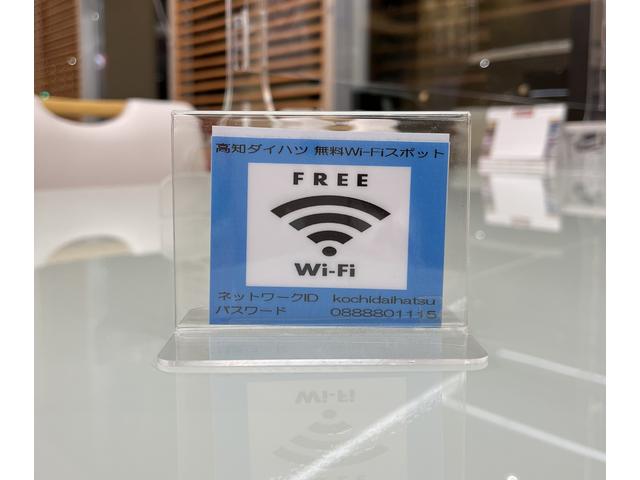 高知ダイハツ 無料Wi-Fiスポット
FREE
Wi-Fi
ネットワークID kochidaihatsu
パスワード 0888801115